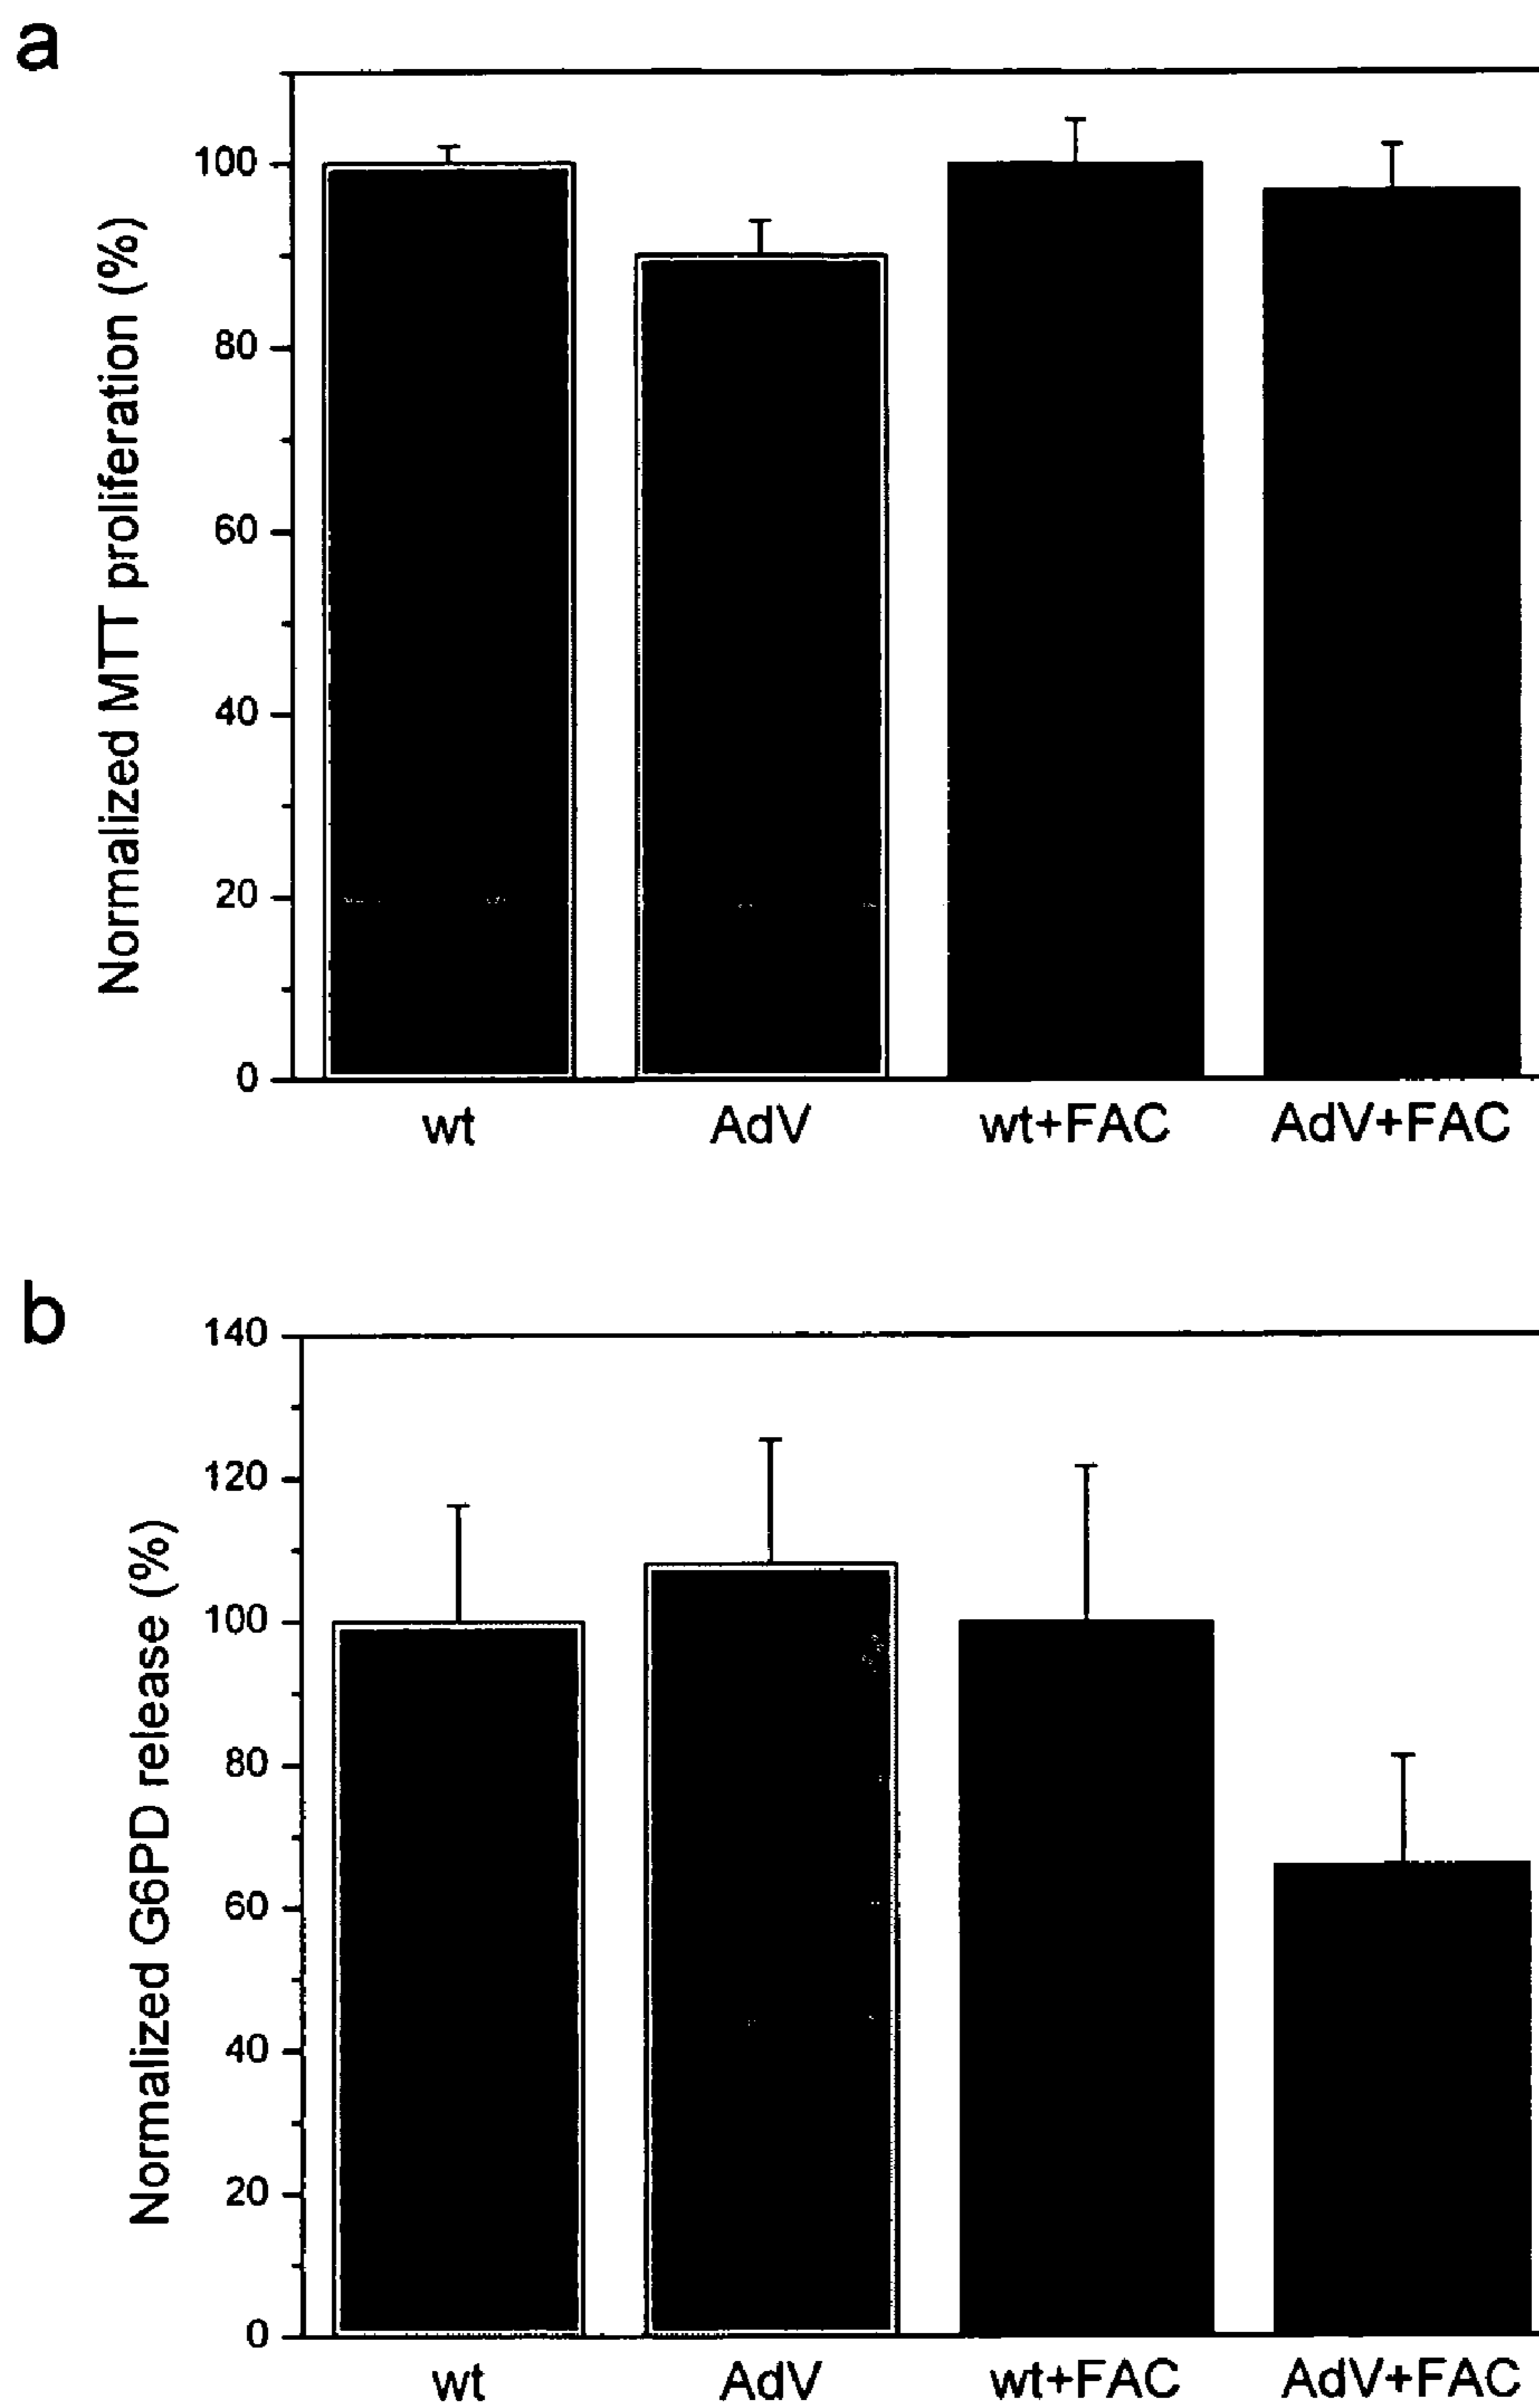 a
Normalized MTT proliferation (%)
100
80
60
40
20
0
wt AdV wt+FAC AdV+FAC
b
Normalized G6PD release (%)
140
120
100
80
60
40
20
0
wt AdV wt+FAC AdV+FAC